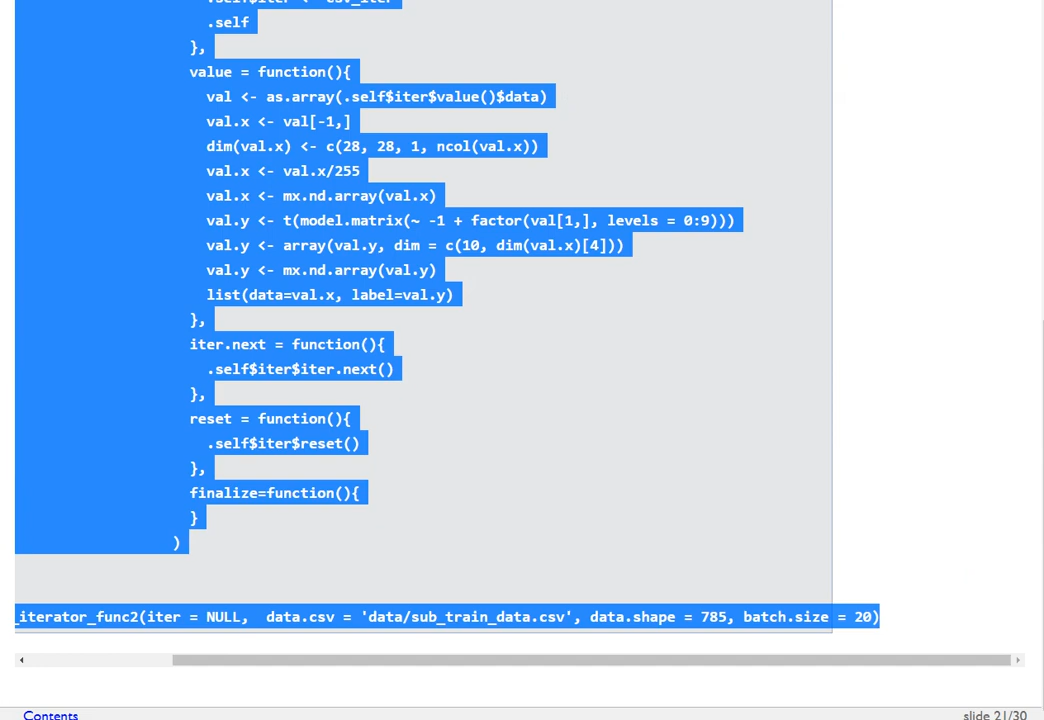 .self$iter <- csv_iter
.self
},
value = function(){
val <- as.array(.self$iter$value()$data)
val.x <- val[-1,]
dim(val.x) <- c(28, 28, 1, ncol(val.x))
val.x <- val.x/255
val.x <- mx.nd.array(val.x)
val.y <- t(model.matrix(~ -1 + factor(val[1,], levels = 0:9)))
val.y <- array(val.y, dim = c(10, dim(val.x)[4]))
val.y <- mx.nd.array(val.y)
list(data=val.x, label=val.y)
},
iter.next = function(){
.self$iter$iter.next()
},
reset = function(){
.self$iter$reset()
},
finalize=function(){
}
)
_iterator_func2(iter = NULL,  data.csv = 'data/sub_train_data.csv', data.shape = 785, batch.size = 20)
Contents
slide 21/30